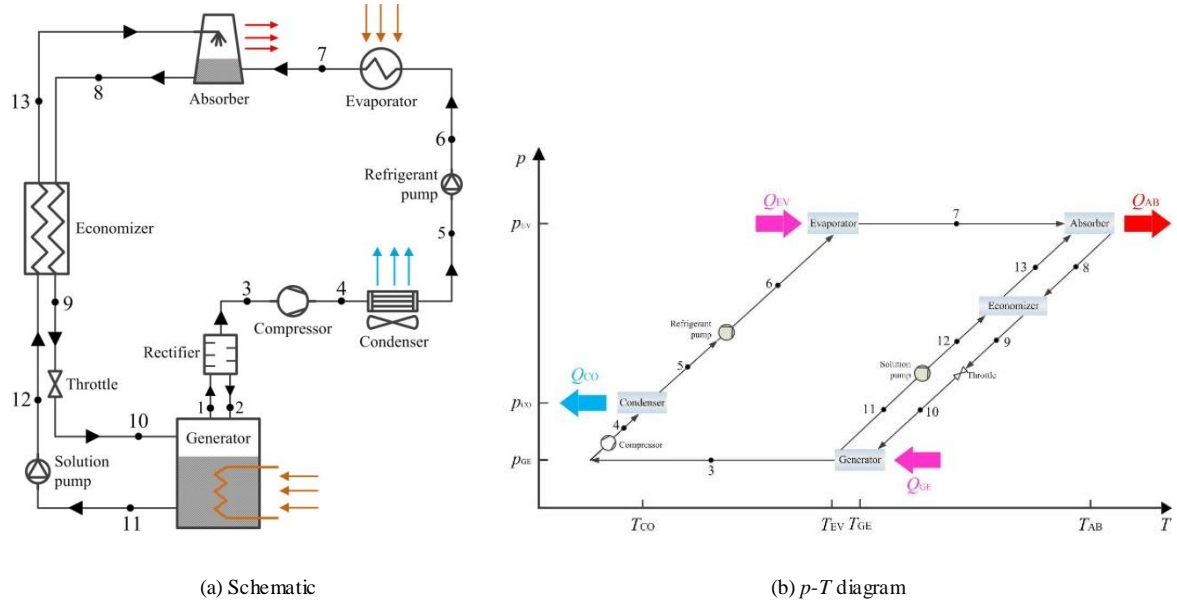 7
13
8
Absorber
Evaporator
6
Refrigerant
pump
Economizer
5
9
3
4
Compressor
Condenser
Rectifier
Throttle
12
1
2
10
Generator
Solution
pump
11
(a) Schematic
p
QEV
QAB
pEV
Evaporator
7
Absorber
13
8
6
Economizer
Refrigerant
pump
12
9
5
Solution
pump
Throttle
QCO
pCO
Condenser
11
10
4
Compressor
pGE
3
Generator
QGE
TCO
TEV
TGE
TAB
T
(b) p-T diagram